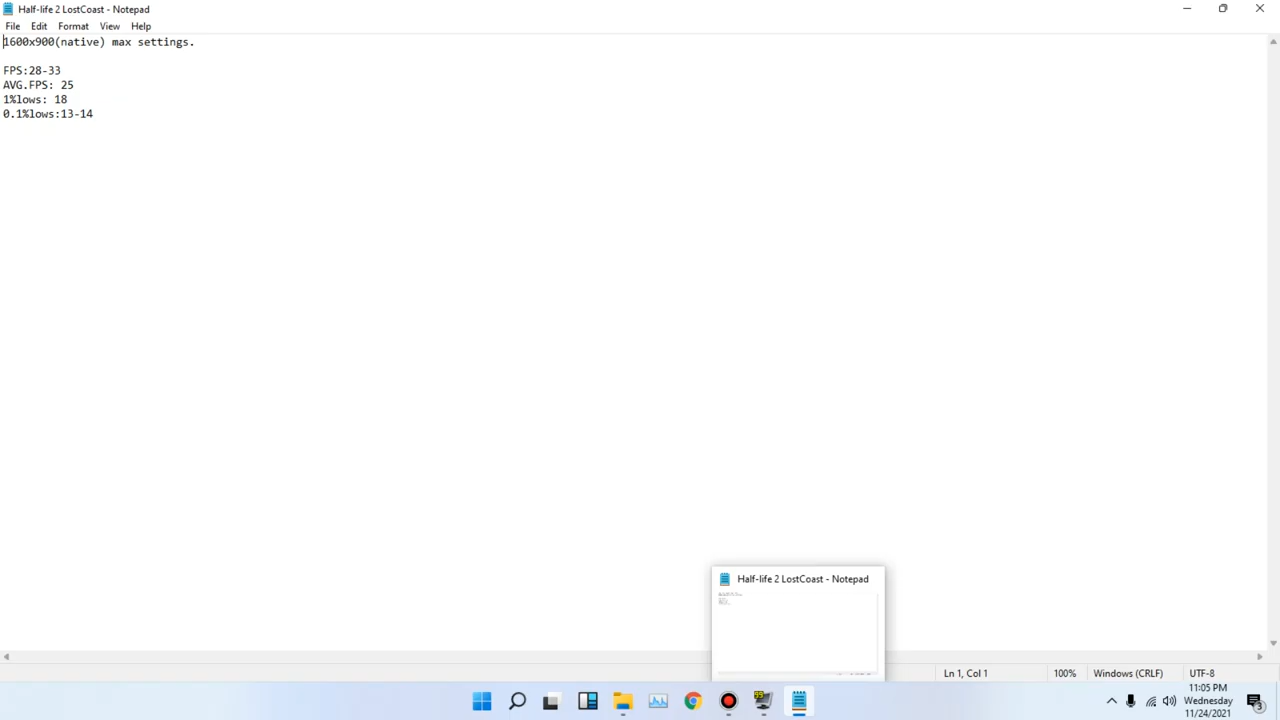 Half-life 2 LostCoast - Notepad
File Edit Format View Help
1600x900(native) max settings.
FPS:28-33
AVG.FPS: 25
1%lows: 18
0.1%lows:13-14
Half-life 2 LostCoast - Notepad
Ln 1, Col 1 100% Windows (CRLF) UTF-8
11:05 PM
Wednesday
11/24/2021
3